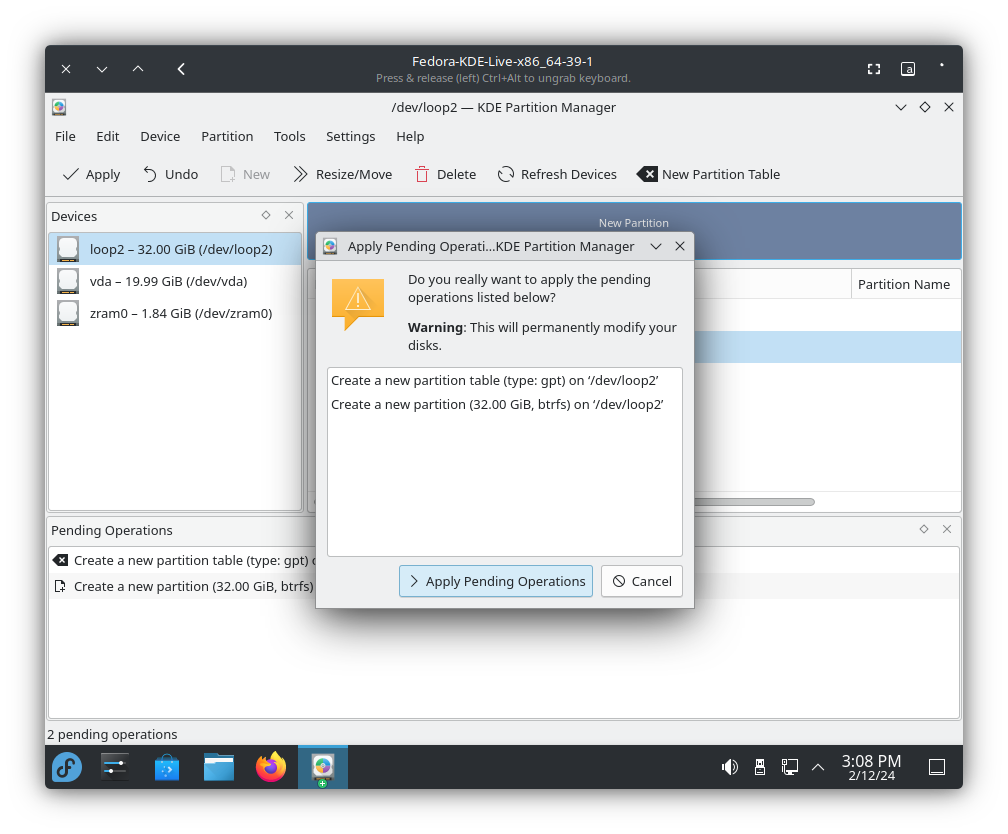 Fedora-KDE-Live-x86_64-39-1
Press & release (left) Ctrl+Alt to ungrab keyboard.
a
/dev/loop2 — KDE Partition Manager
File Edit Device Partition Tools Settings Help
Apply Undo New Resize/Move Delete Refresh Devices New Partition Table
Devices
loop2 – 32.00 GiB (/dev/loop2)
vda – 19.99 GiB (/dev/vda)
zram0 – 1.84 GiB (/dev/zram0)
New Partition
Partition Name
Apply Pending Operati...KDE Partition Manager
Do you really want to apply the pending
operations listed below?
Warning: This will permanently modify your
disks.
Create a new partition table (type: gpt) on ‘/dev/loop2’
Create a new partition (32.00 GiB, btrfs) on ‘/dev/loop2’
Apply Pending Operations Cancel
Pending Operations
Create a new partition table (type: gpt)
Create a new partition (32.00 GiB, btrfs)
2 pending operations
3:08 PM
2/12/24